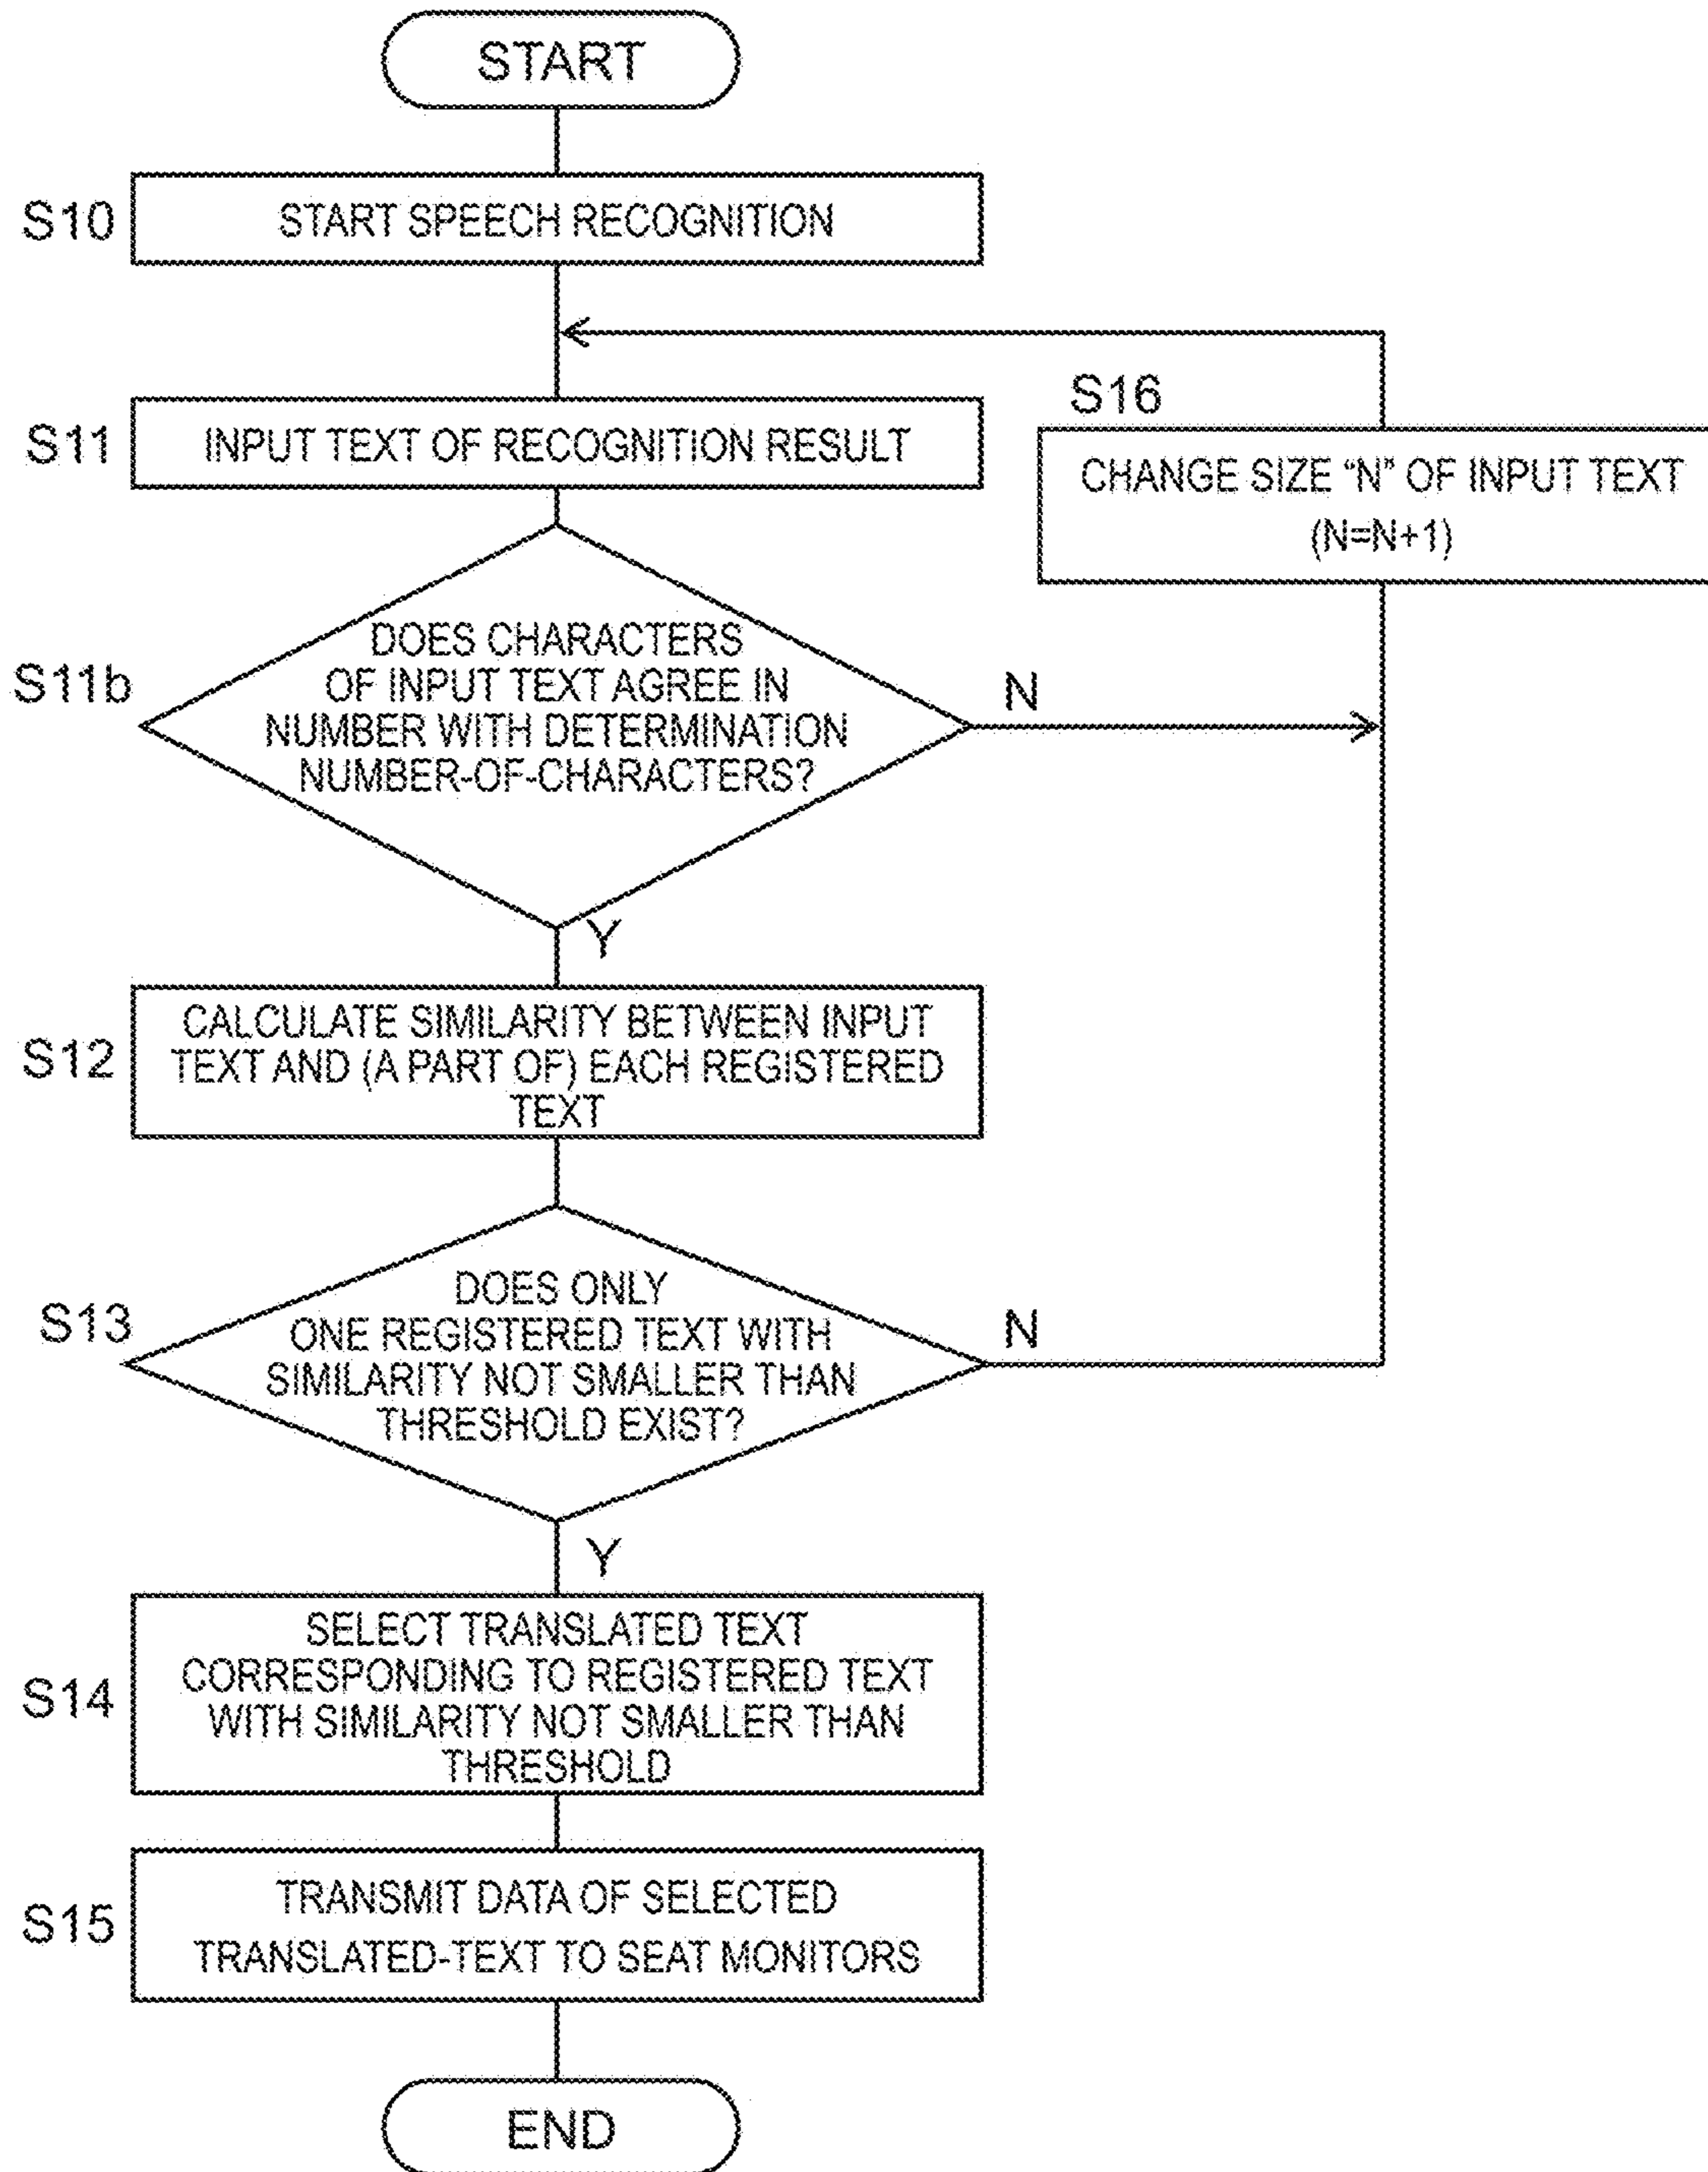 START
S10
START SPEECH RECOGNITION
S11
INPUT TEXT OF RECOGNITION RESULT
S16
CHANGE SIZE “N” OF INPUT TEXT
(N=N+1)
S11b
DOES CHARACTERS
OF INPUT TEXT AGREE IN
NUMBER WITH DETERMINATION
NUMBER-OF-CHARACTERS?
N
Y
S12
CALCULATE SIMILARITY BETWEEN INPUT
TEXT AND (A PART OF) EACH REGISTERED
TEXT
S13
DOES ONLY
ONE REGISTERED TEXT WITH
SIMILARITY NOT SMALLER THAN
THRESHOLD EXIST?
N
Y
S14
SELECT TRANSLATED TEXT
CORRESPONDING TO REGISTERED TEXT
WITH SIMILARITY NOT SMALLER THAN
THRESHOLD
S15
TRANSMIT DATA OF SELECTED
TRANSLATED-TEXT TO SEAT MONITORS
END